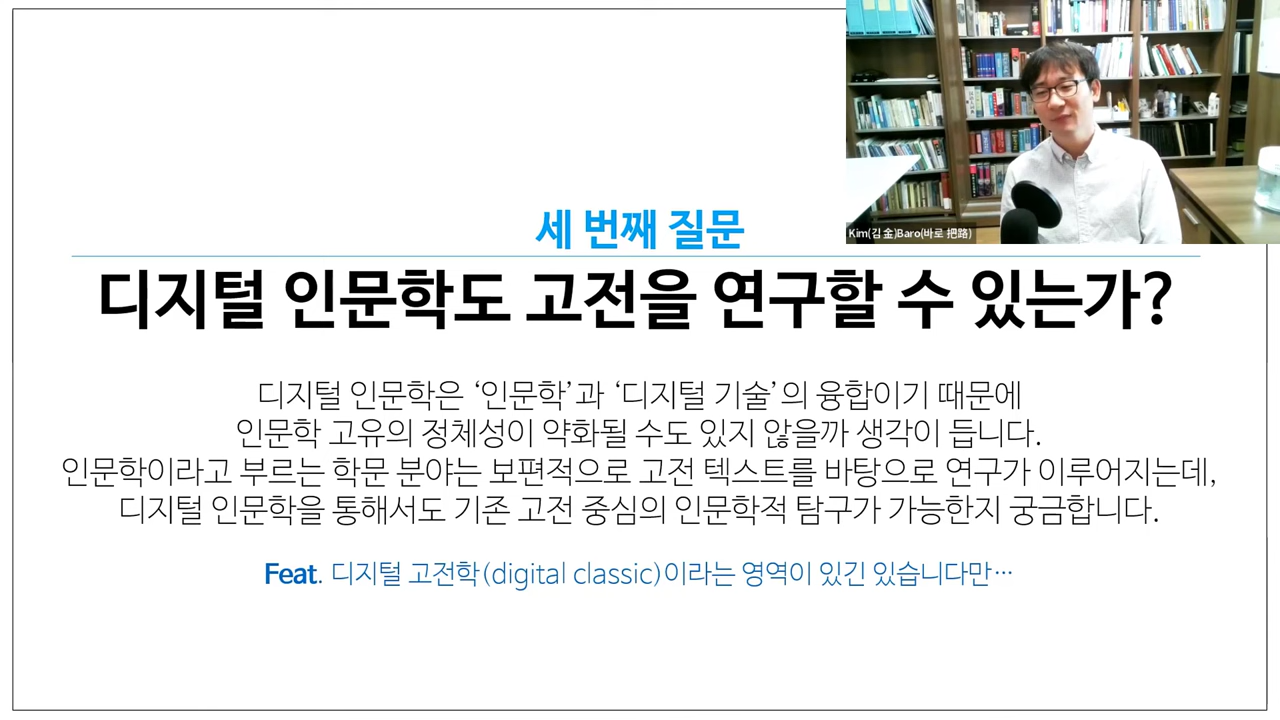 Kim(김 金)Baro(바로 把路)
세 번째 질문
디지털 인문학도 고전을 연구할 수 있는가?
디지털 인문학은 ‘인문학’과 ‘디지털 기술’의 융합이기 때문에
인문학 고유의 정체성이 약화될 수도 있지 않을까 생각이 듭니다.
인문학이라고 부르는 학문 분야는 보편적으로 고전 텍스트를 바탕으로 연구가 이루어지는데,
디지털 인문학을 통해서도 기존 고전 중심의 인문학적 탐구가 가능한지 궁금합니다.
Feat. 디지털 고전학(digital classic)이라는 영역이 있긴 있습니다만…